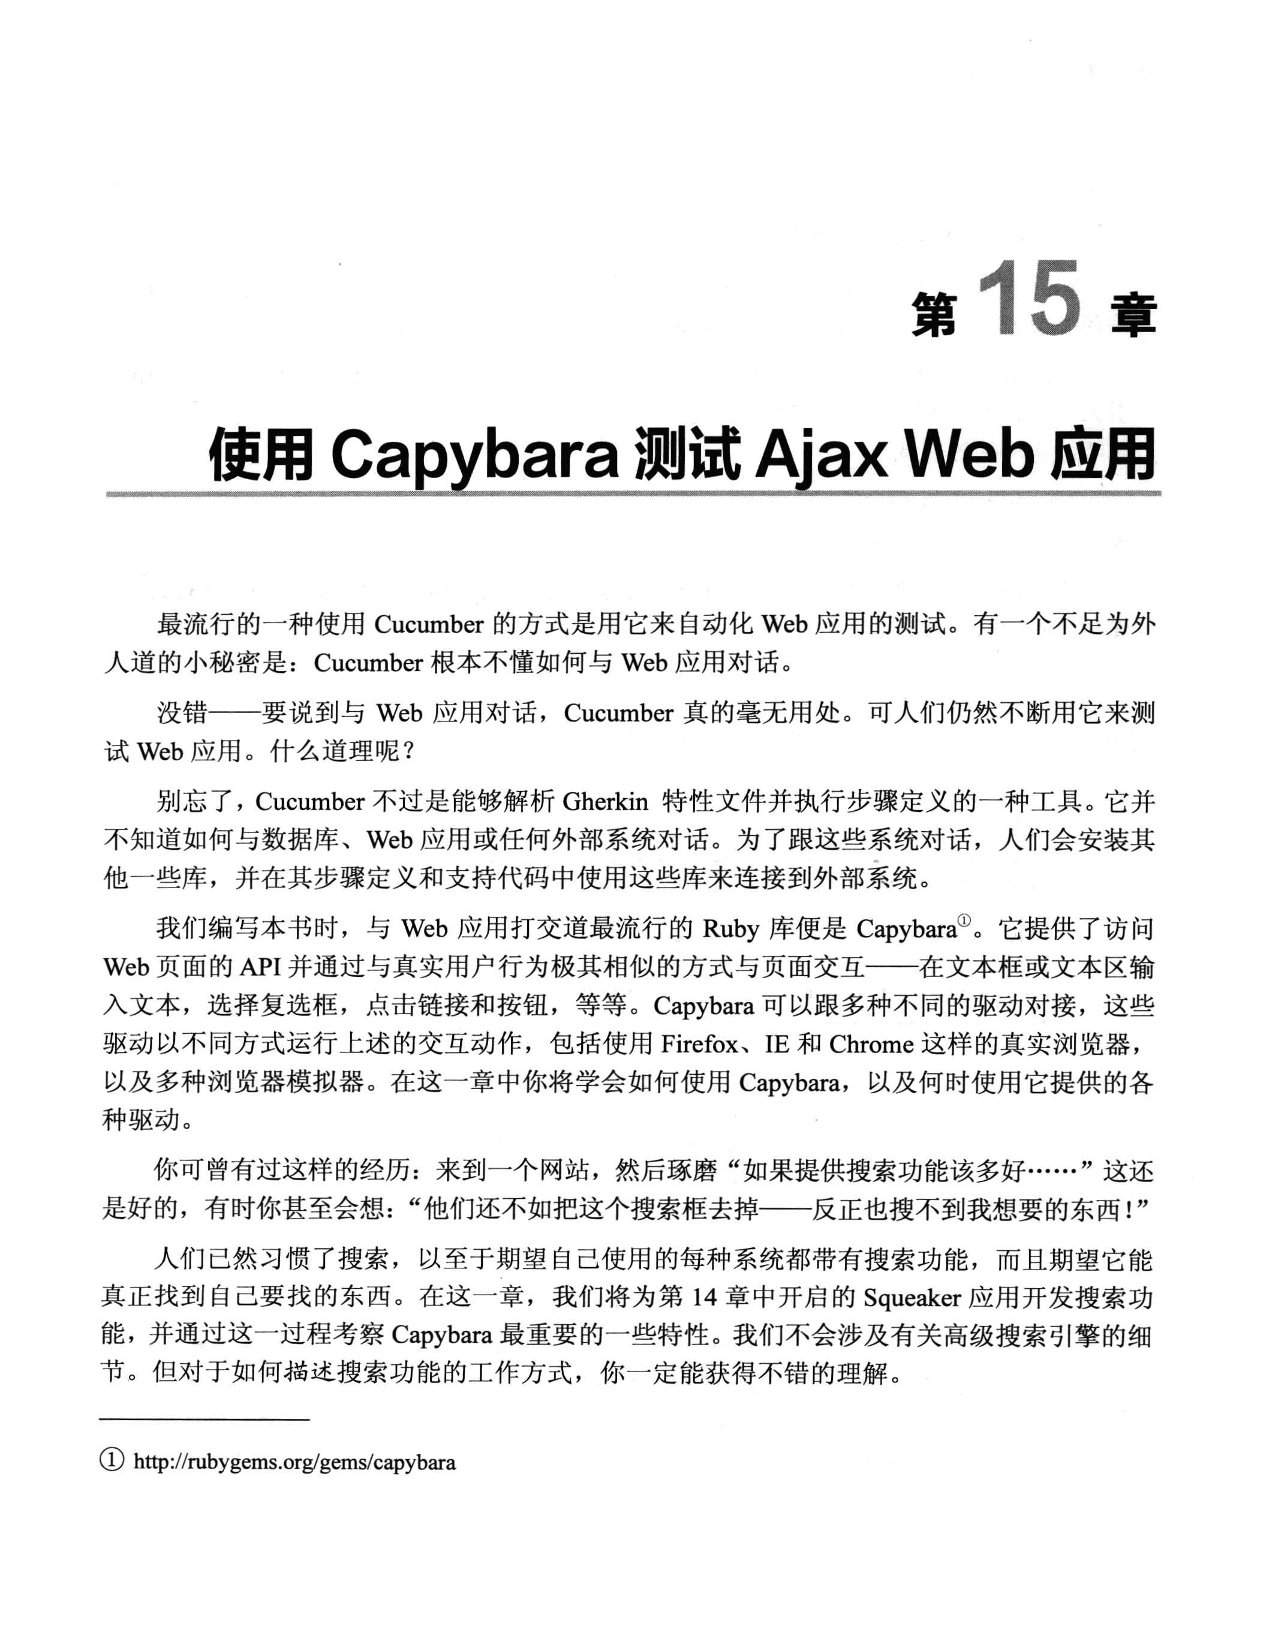 第 15 章
使用 Capybara 测试 Ajax Web 应用
最流行的一种使用 Cucumber 的方式是用它来自动化 Web 应用的测试。有一个不足为外
人道的小秘密是：Cucumber 根本不懂如何与 Web 应用对话。
没错——要说到与 Web 应用对话，Cucumber 真的毫无用处。可人们仍然不断用它来测
试 Web 应用。什么道理呢？
别忘了，Cucumber 不过是能够解析 Gherkin 特性文件并执行步骤定义的一种工具。它并
不知道如何与数据库、Web 应用或任何外部系统对话。为了跟这些系统对话，人们会安装其
他一些库，并在其步骤定义和支持代码中使用这些库来连接到外部系统。
我们编写本书时，与 Web 应用打交道最流行的 Ruby 库便是 Capybara①。它提供了访问
Web 页面的 API 并通过与真实用户行为极其相似的方式与页面交互——在文本框或文本区输
入文本，选择复选框，点击链接和按钮，等等。Capybara 可以跟多种不同的驱动对接，这些
驱动以不同方式运行上述的交互动作，包括使用 Firefox、IE 和 Chrome 这样的真实浏览器，
以及多种浏览器模拟器。在这一章中你将学会如何使用 Capybara，以及何时使用它提供的各
种驱动。
你可曾有过这样的经历：来到一个网站，然后琢磨“如果提供搜索功能该多好……”这还
是好的，有时你甚至会想：“他们还不如把这个搜索框去掉——反正也搜不到我想要的东西！”
人们已然习惯了搜索，以至于期望自己使用的每种系统都带有搜索功能，而且期望它能
真正找到自己要找的东西。在这一章，我们将为第 14 章中开启的 Squeaker 应用开发搜索功
能，并通过这一过程考察 Capybara 最重要的一些特性。我们不会涉及有关高级搜索引擎的细
节。但对于如何描述搜索功能的工作方式，你一定能获得不错的理解。
① http://rubygems.org/gems/capybara